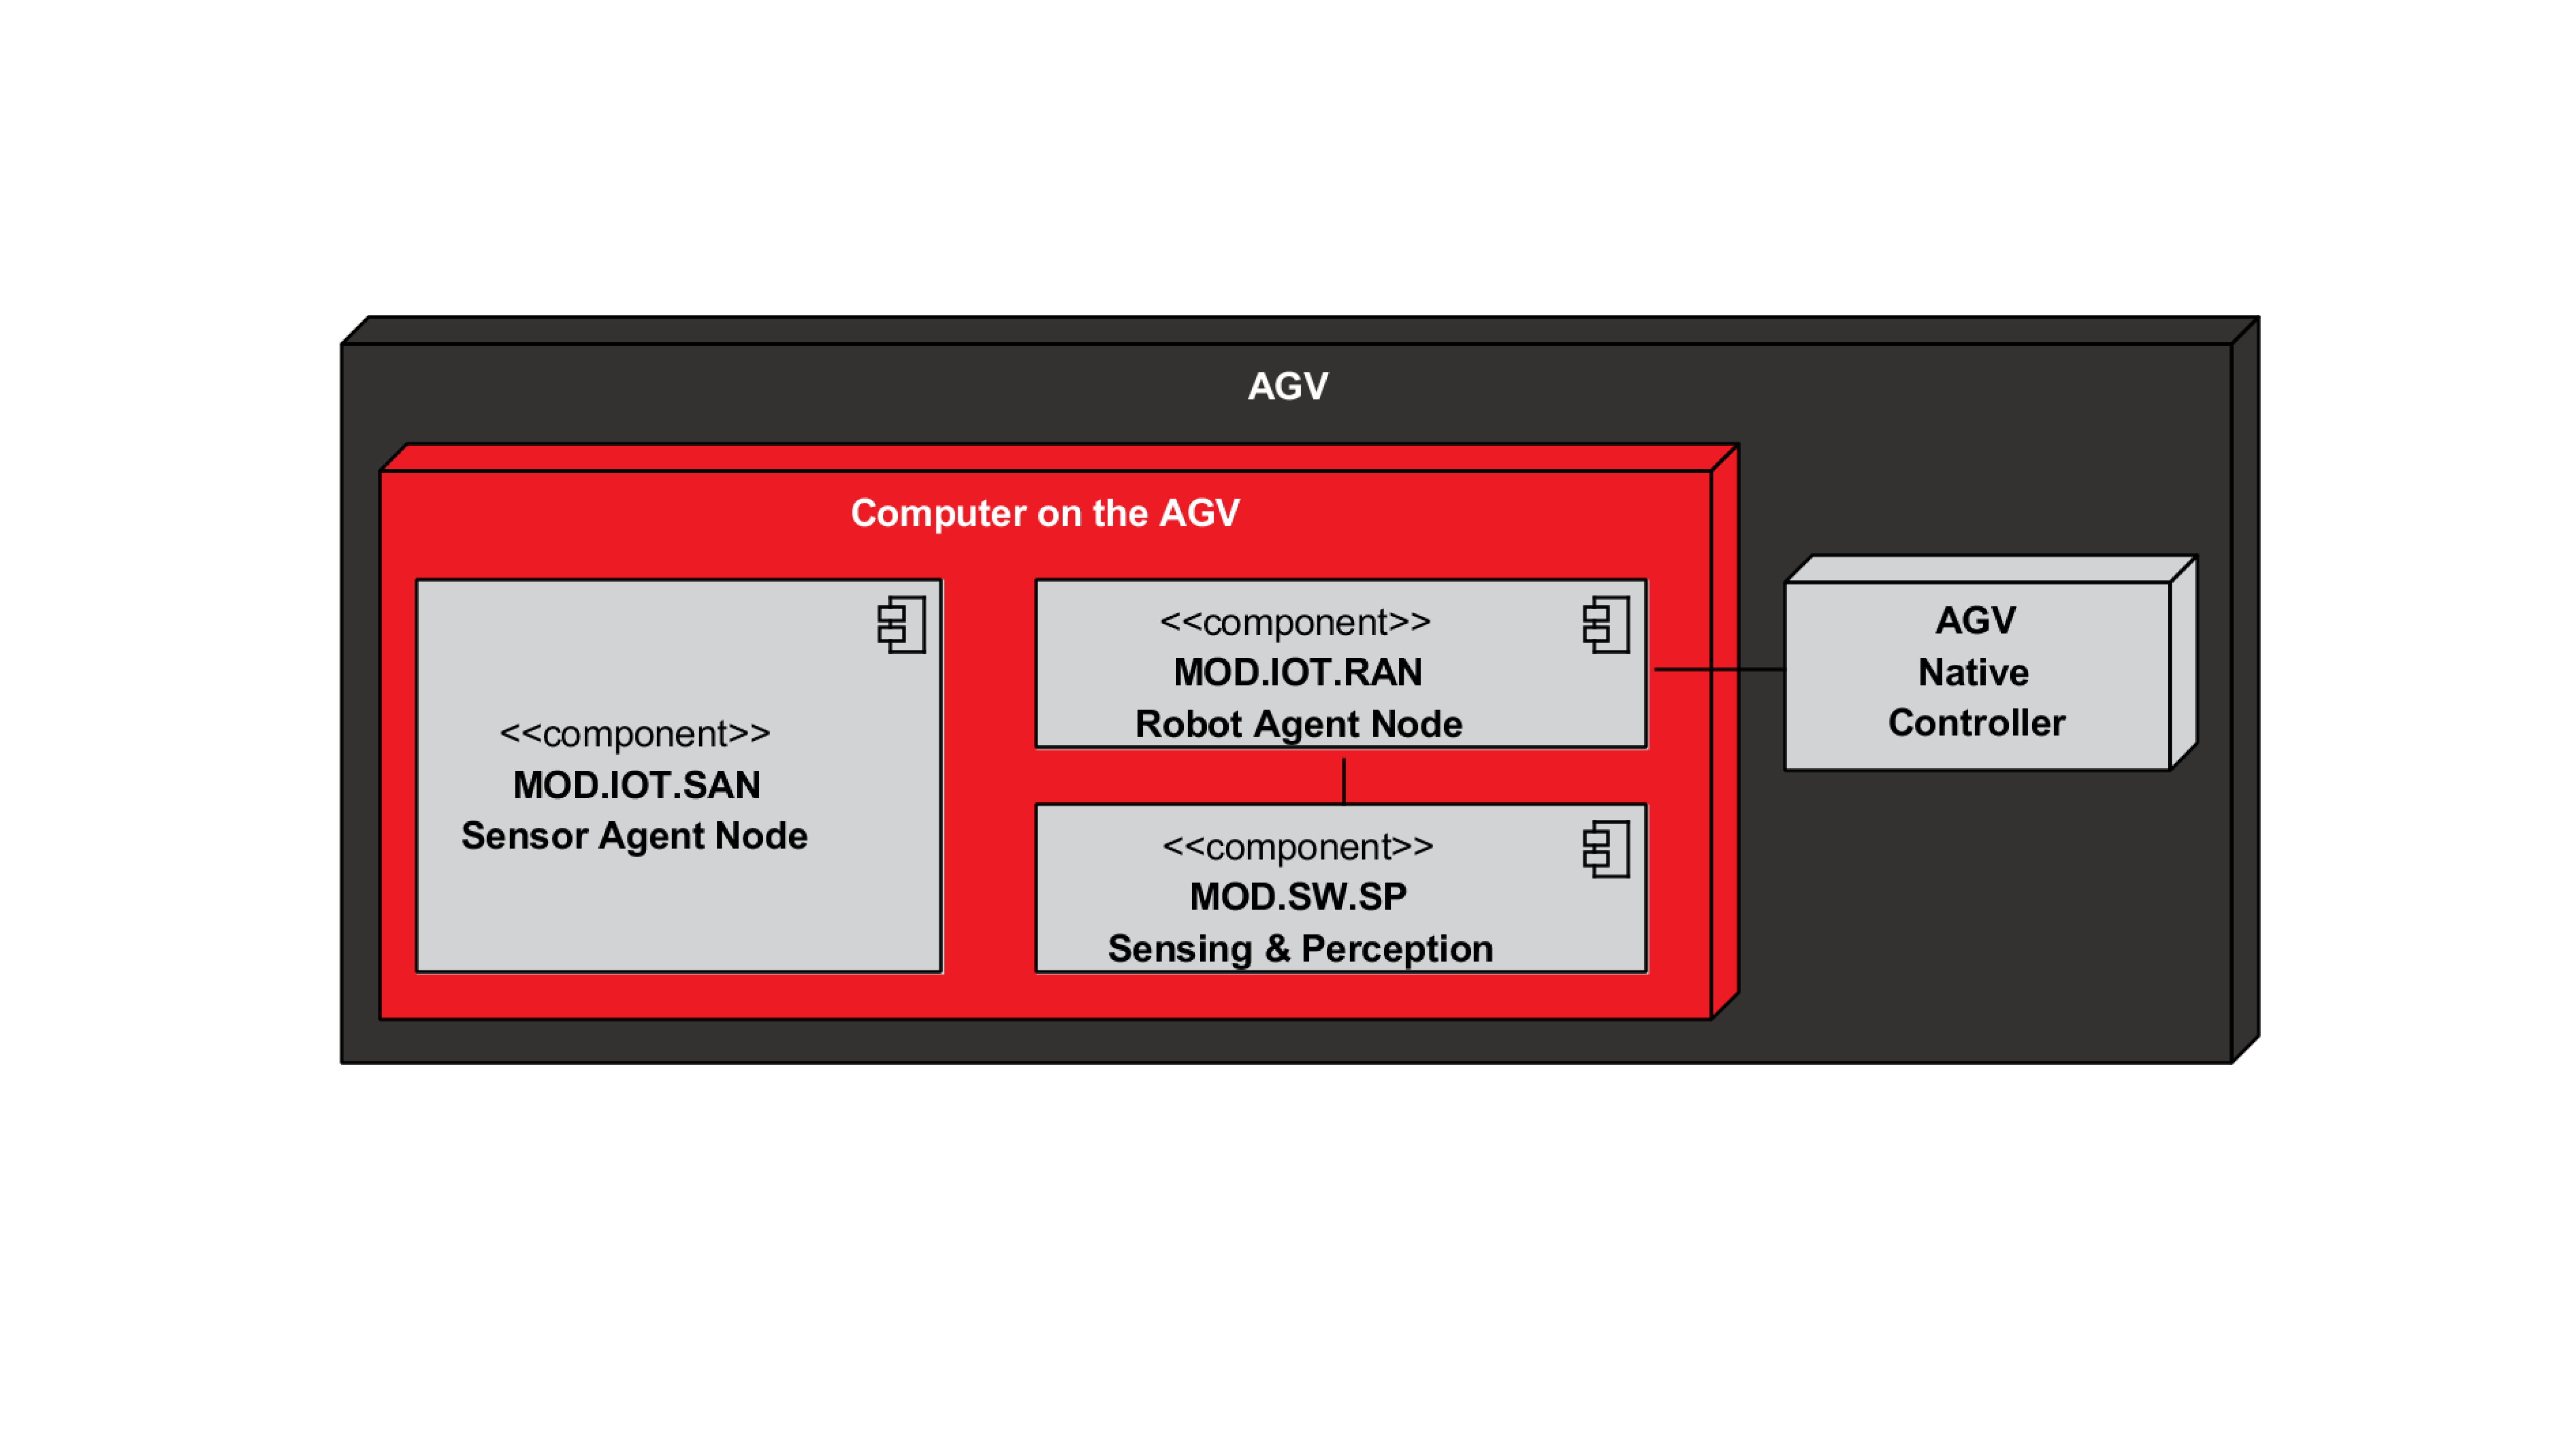 AGV
Computer on the AGV
<<component>>
MOD.IOT.SAN
Sensor Agent Node
<<component>>
MOD.IOT.RAN
Robot Agent Node
<<component>>
MOD.SW.SP
Sensing & Perception
AGV
Native
Controller